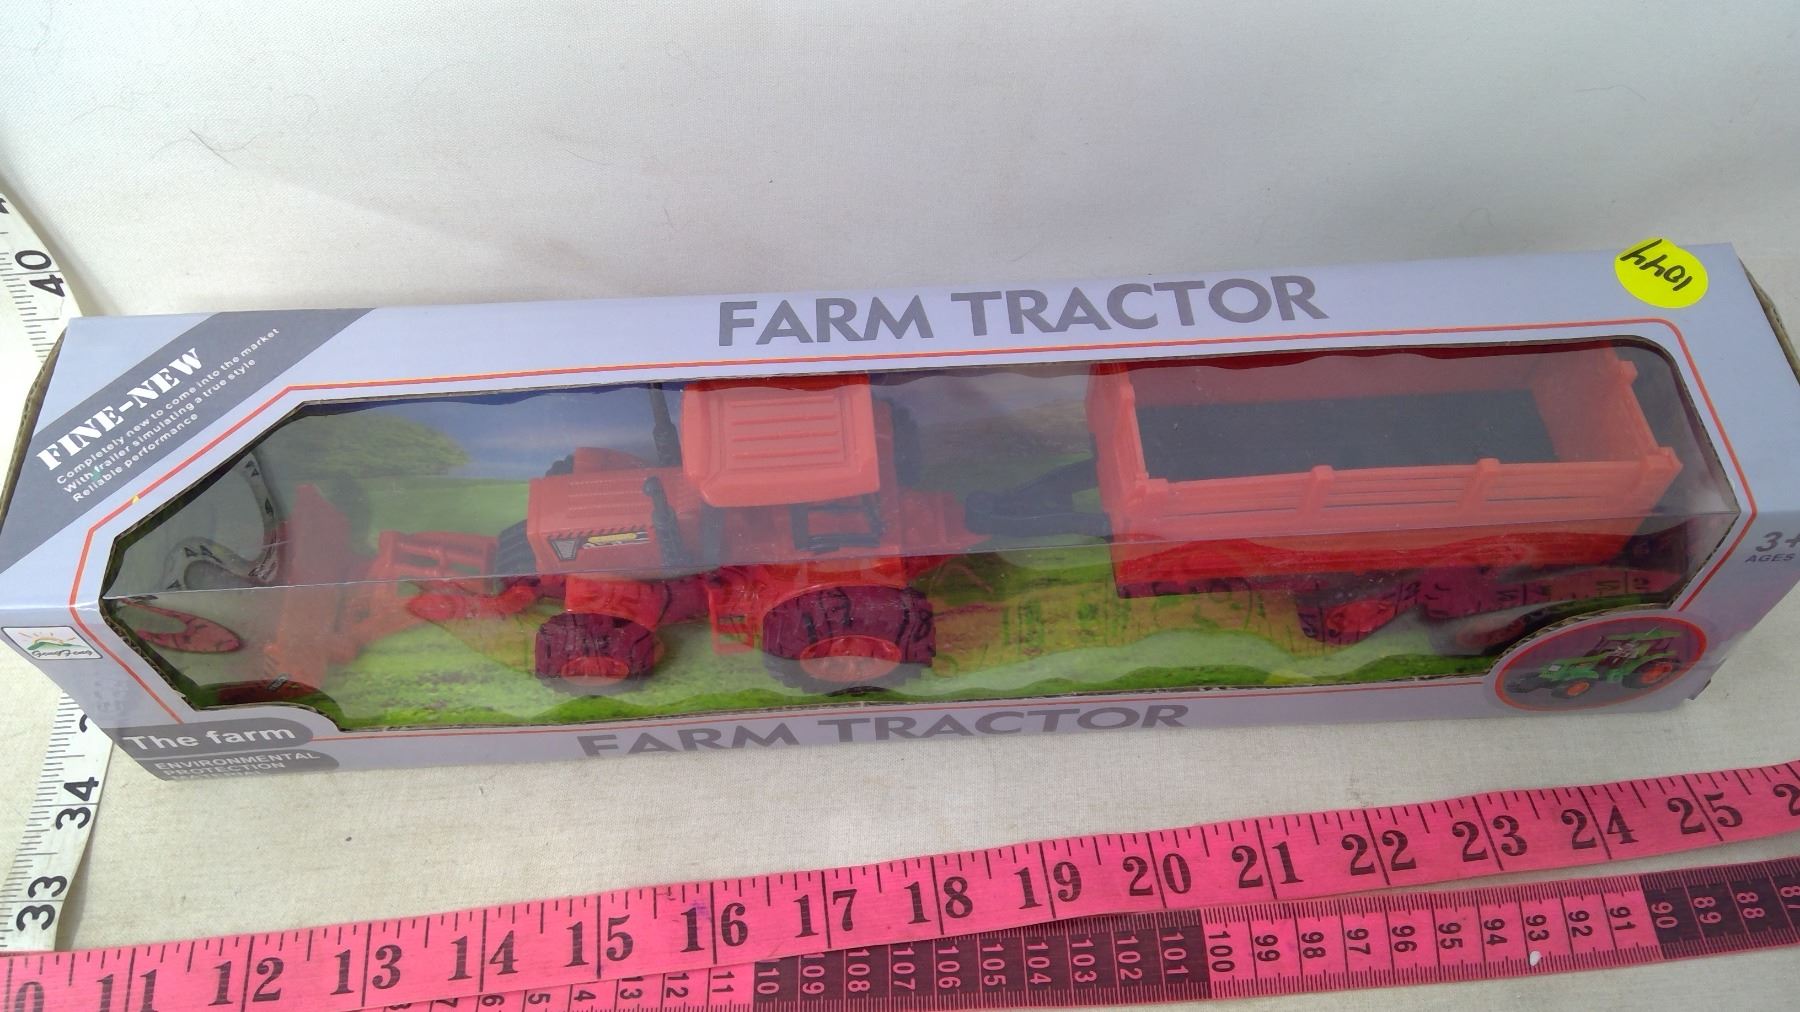 FARM TRACTOR
1044
FINE-NEW
Completely new to come into the market
With frailer simulating a true style
Reliable performance
3+
AGES
The farm
ENVIRONMENTAL
PROTECTION
FARM TRACTOR
40
34
33
11 12 13 14 15 16 17 18 19 20 21 22 23 24 25
110 109 108 107 106 105 104 103 102 101 100 99 98 97 96 95 94 93 92 91 90 89 88 87